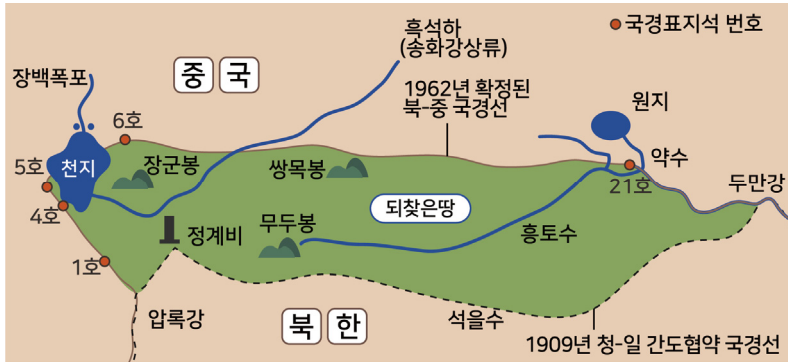 흑석하
(송화강상류)
국경표지석 번호
장백폭포
중국
1962년 확정된
북-중 국경선
원지
6호
천지
장군봉
쌍목봉
약수
5호
21호
두만강
4호
되찾은땅
정계비
무두봉
홍토수
1호
압록강
북한
석을수
1909년 청-일 간도협약 국경선